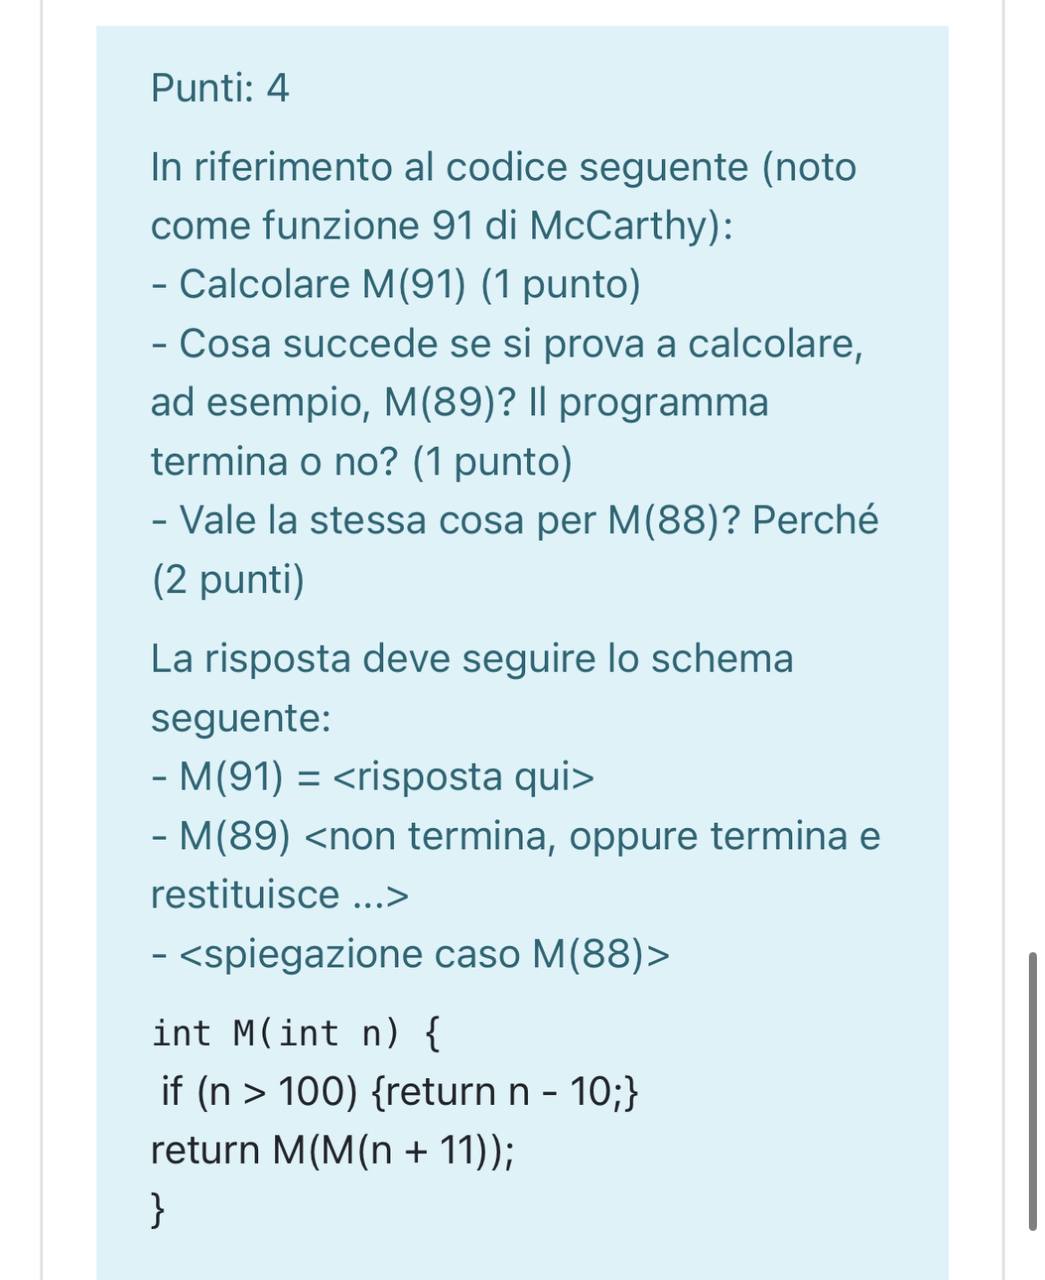 Punti: 4
In riferimento al codice seguente (noto
come funzione 91 di McCarthy):
- Calcolare M(91) (1 punto)
- Cosa succede se si prova a calcolare,
ad esempio, M(89)? Il programma
termina o no? (1 punto)
- Vale la stessa cosa per M(88)? Perché
(2 punti)
La risposta deve seguire lo schema
seguente:
- M(91) = <risposta qui>
- M(89) <non termina, oppure termina e
restituisce ...>
- <spiegazione caso M(88)>
int M(int n) {
if (n > 100) {return n - 10;}
return M(M(n + 11));
}